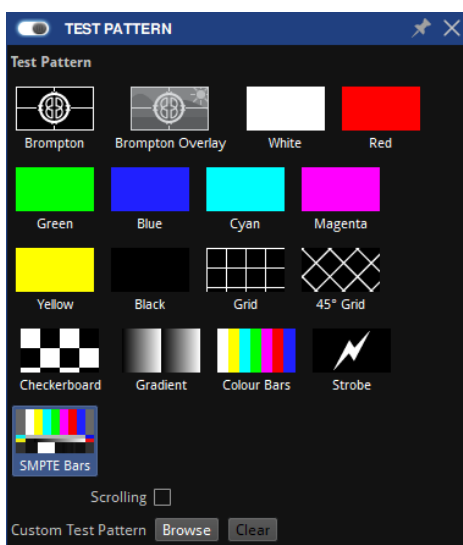 TEST PATTERN
Test Pattern
Brompton Brompton Overlay White Red
Green Blue Cyan Magenta
Yellow Black Grid 45° Grid
Checkerboard Gradient Colour Bars Strobe
SMPTE Bars
Scrolling
Custom Test Pattern Browse Clear